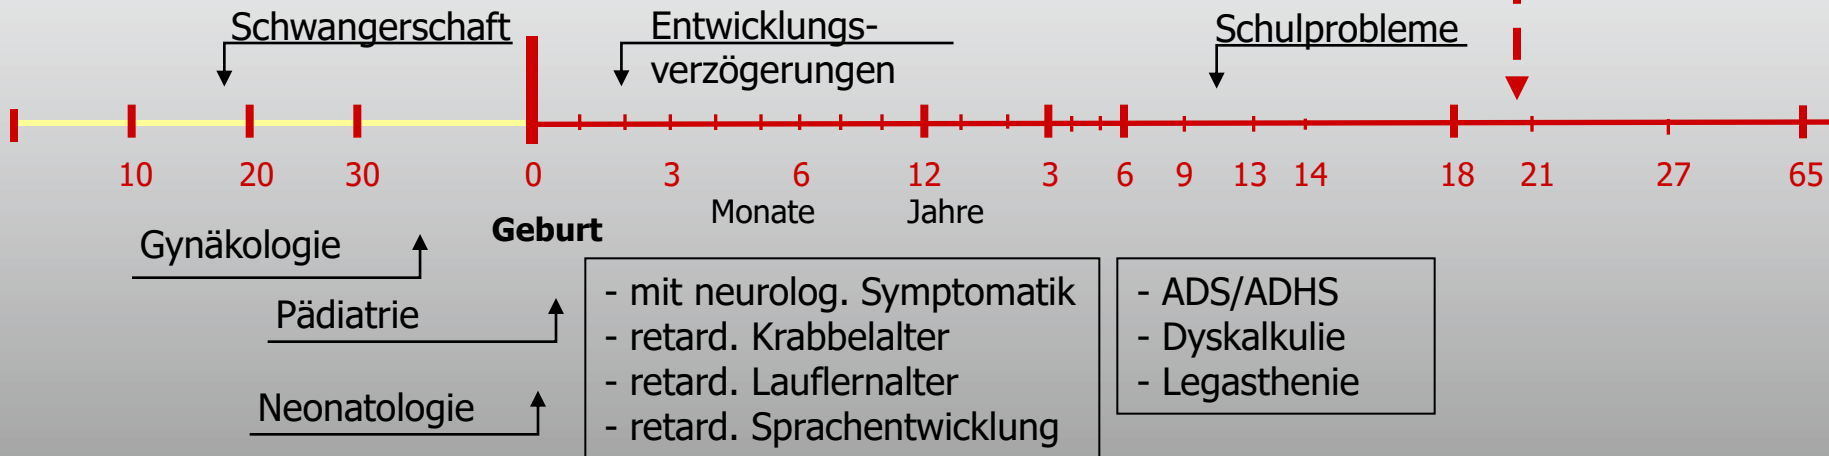 Schwangerschaft
Entwicklungs-
verzögerungen
Schulprobleme
10 20 30 0 3 6 12 3 6 9 13 14 18 21 27 65
Monate Jahre
Geburt
Gynäkologie
Pädiatrie
Neonatologie
- mit neurolog. Symptomatik
- retard. Krabbelalter
- retard. Lauflernalter
- retard. Sprachentwicklung
- ADS/ADHS
- Dyskalkulie
- Legasthenie